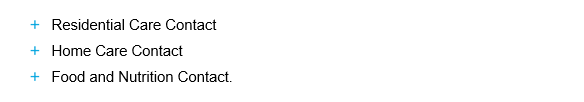 + Residential Care Contact
+ Home Care Contact
+ Food and Nutrition Contact.